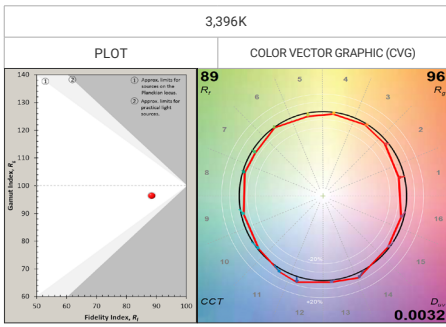 3,396K
PLOT
COLOR VECTOR GRAPHIC (CVG)
140
130
120
110
100
90
80
70
60
50
60
70
80
90
100
Gamut Index, Rg
Fidelity Index, Rf
1
2
1 Approx. limits for
sources on the
Planckian locus.
2 Approx. limits for
practical light
sources.
89
Rf
96
Rg
1
2
3
4
5
6
7
8
9
10
11
12
13
14
15
16
-20%
+20%
CCT
Duv
0.0032